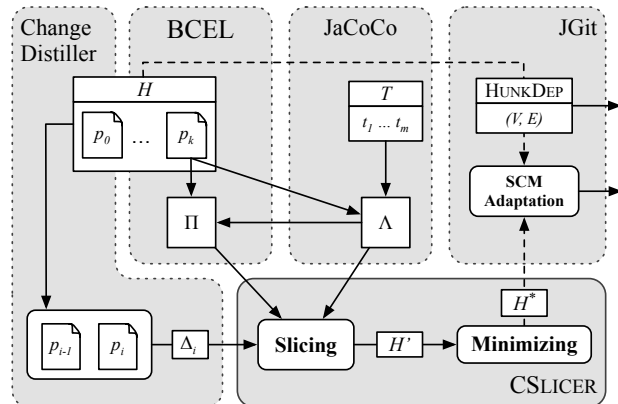 Change
Distiller
BCEL
JaCoCo
JGit
H
p0 ... pk
T
t1 ... tm
HUNKDEP
(V, E)
SCM
Adaptation
Π
Λ
H*
pi-1
pi
Δi
Slicing
H'
Minimizing
CSLICER